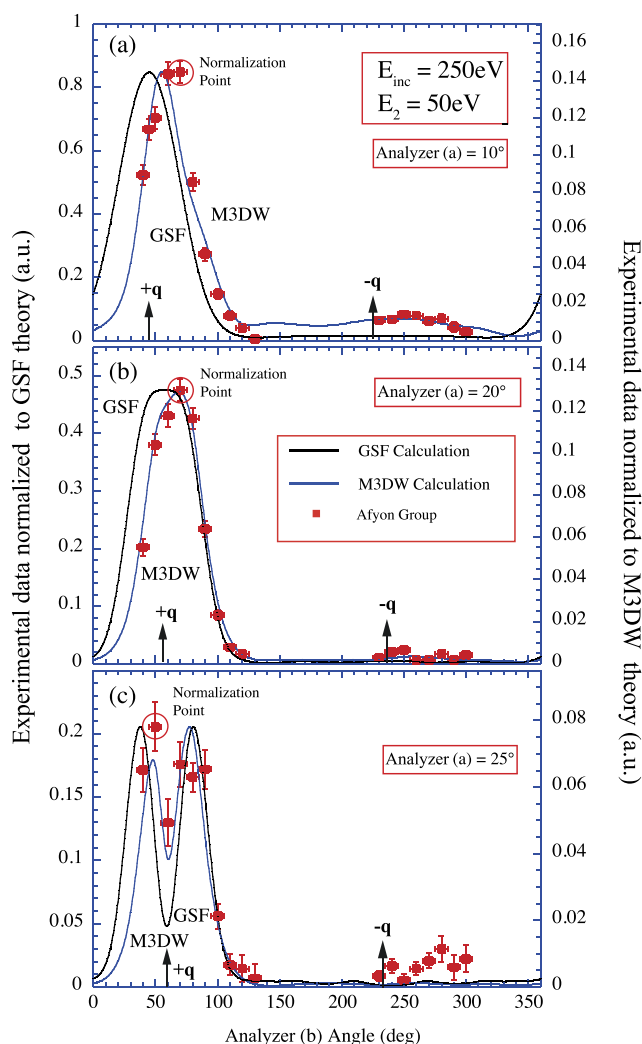 Experimental data normalized to GSF theory (a.u.)
Experimental data normalized to M3DW theory (a.u.)
(a)
Normalization
Point
E_inc = 250eV
E_2 = 50eV
Analyzer (a) = 10°
M3DW
GSF
+q
-q
1
0.8
0.6
0.4
0.2
0
0.16
0.14
0.12
0.1
0.08
0.06
0.04
0.02
0
(b)
GSF
Normalization
Point
Analyzer (a) = 20°
GSF Calculation
M3DW Calculation
Afyon Group
M3DW
+q
-q
0.5
0.4
0.3
0.2
0.1
0
0.14
0.12
0.1
0.08
0.06
0.04
0.02
0
(c)
Normalization
Point
Analyzer (a) = 25°
GSF
M3DW
+q
-q
0.2
0.15
0.1
0.05
0
0.08
0.06
0.04
0.02
0
0 50 100 150 200 250 300 350
Analyzer (b) Angle (deg)